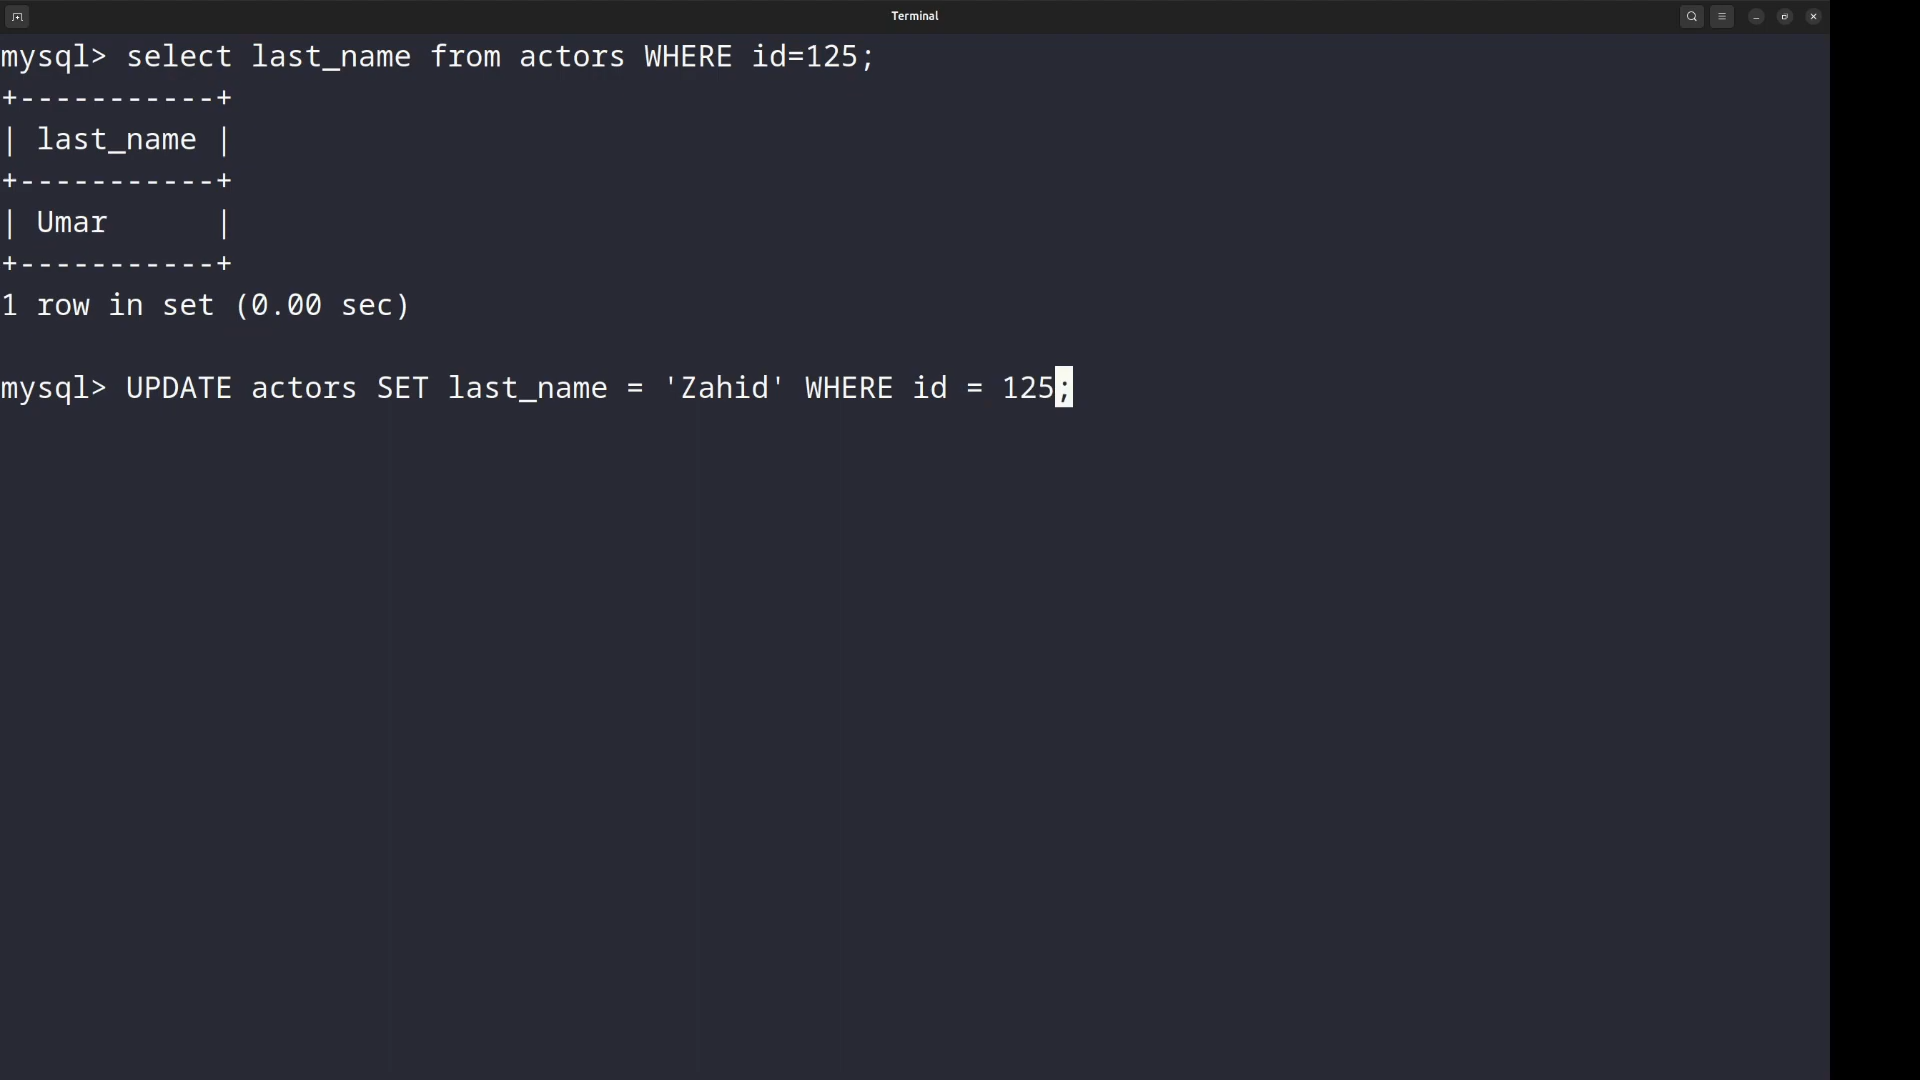 Terminal
mysql> select last_name from actors WHERE id=125;
+-----------+
| last_name |
+-----------+
| Umar      |
+-----------+
1 row in set (0.00 sec)
mysql> UPDATE actors SET last_name = 'Zahid' WHERE id = 125;